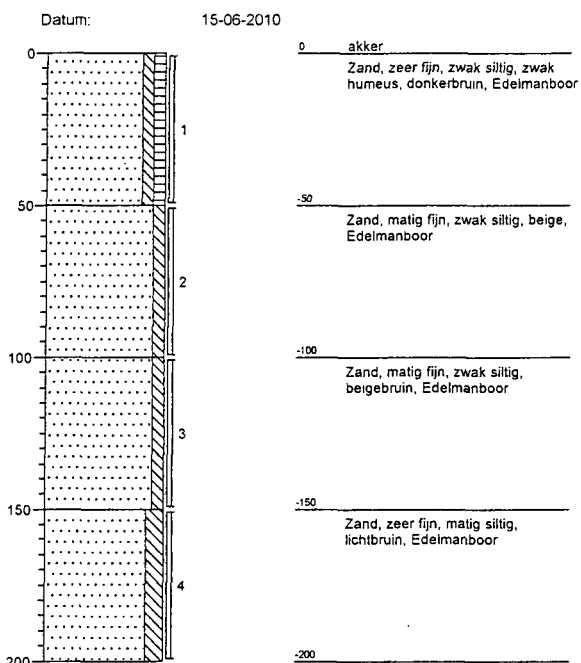 Datum: 15-06-2010
0
0 akker
Zand, zeer fijn, zwak siltig, zwak
humeus, donkerbruin, Edelmanboor
1
50
-50
Zand, matig fijn, zwak siltig, beige,
Edelmanboor
2
100
-100
Zand, matig fijn, zwak siltig,
beigebruin, Edelmanboor
3
150
-150
Zand, zeer fijn, matig siltig,
lichtbruin, Edelmanboor
4
200
-200